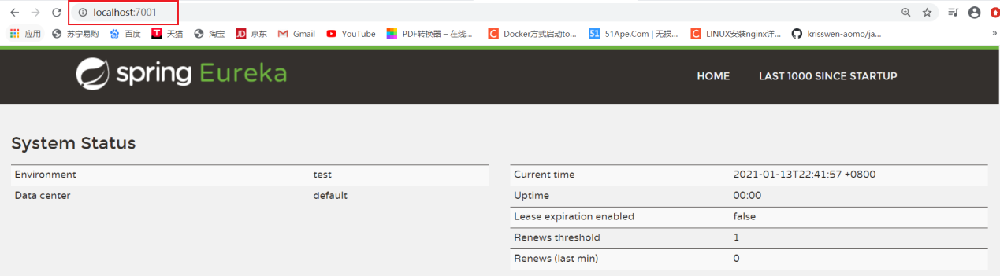 localhost:7001
应用 苏宁易购 百度 天猫 淘宝 京东 Gmail YouTube PDF转换器 – 在线... Docker方式启动to... 51Ape.Com | 无损... LINUX安装nginx详... krisswen-aomo/ja... »
spring Eureka HOME LAST 1000 SINCE STARTUP
System Status
Environment test
Data center default
Current time 2021-01-13T22:41:57 +0800
Uptime 00:00
Lease expiration enabled false
Renews threshold 1
Renews (last min) 0